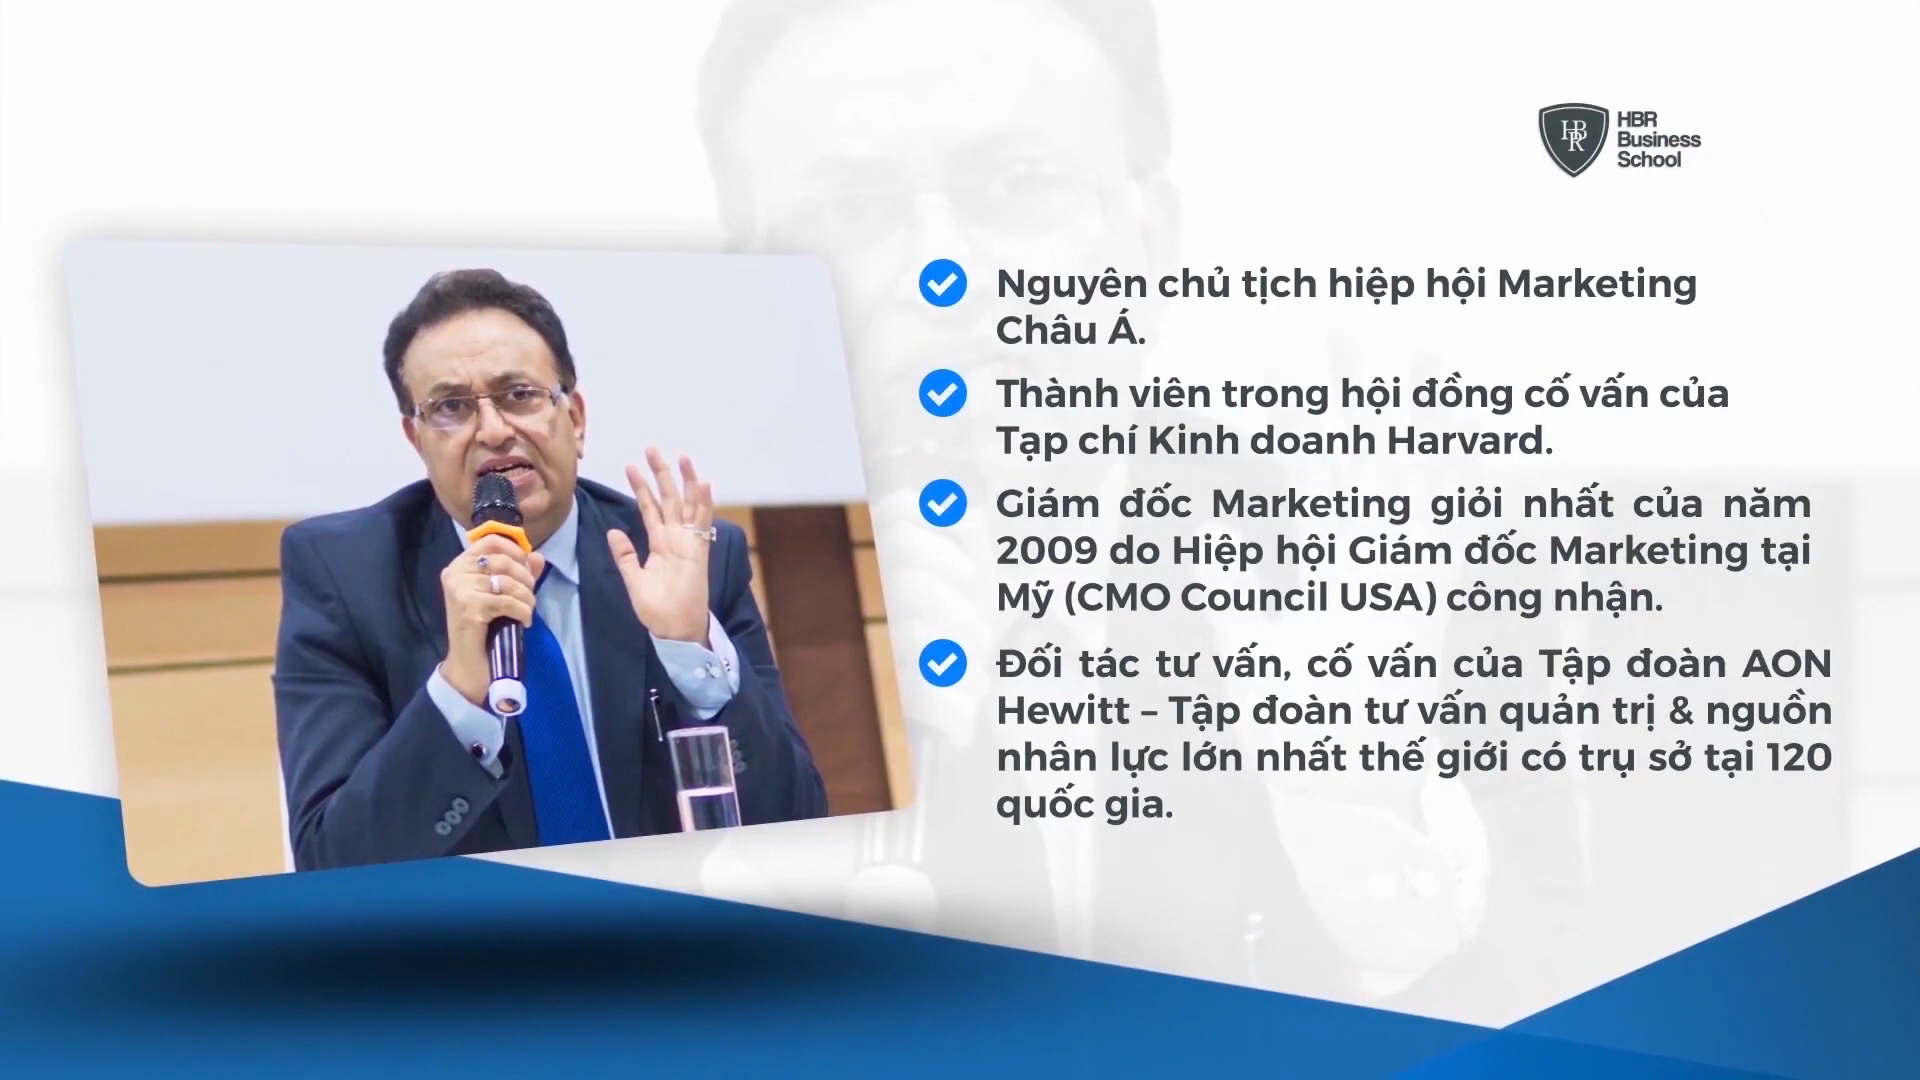 HBR
HBR
Business
School
Nguyên chủ tịch hiệp hội Marketing
Châu Á.
Thành viên trong hội đồng cố vấn của
Tạp chí Kinh doanh Harvard.
Giám đốc Marketing giỏi nhất của năm
2009 do Hiệp hội Giám đốc Marketing tại
Mỹ (CMO Council USA) công nhận.
Đối tác tư vấn, cố vấn của Tập đoàn AON
Hewitt – Tập đoàn tư vấn quản trị & nguồn
nhân lực lớn nhất thế giới có trụ sở tại 120
quốc gia.